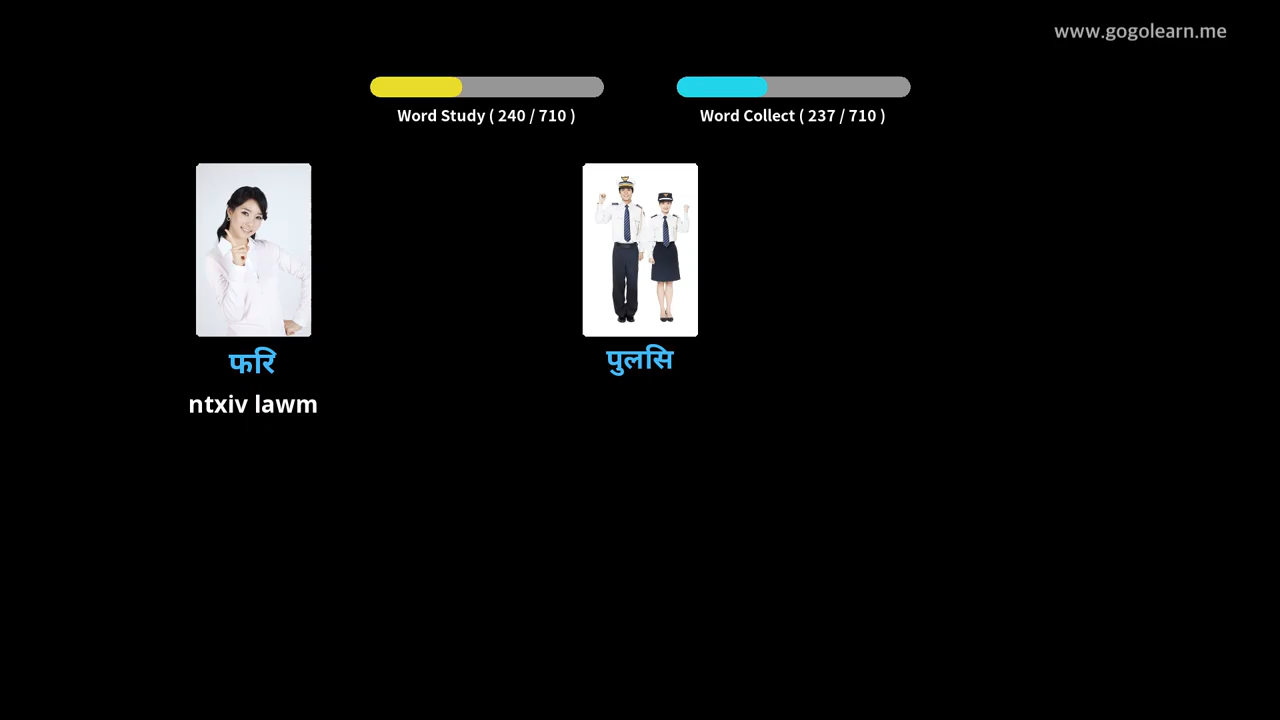 www.gogolearn.me
Word Study ( 240 / 710 )
Word Collect ( 237 / 710 )
फरि
ntxiv lawm
पुलसि